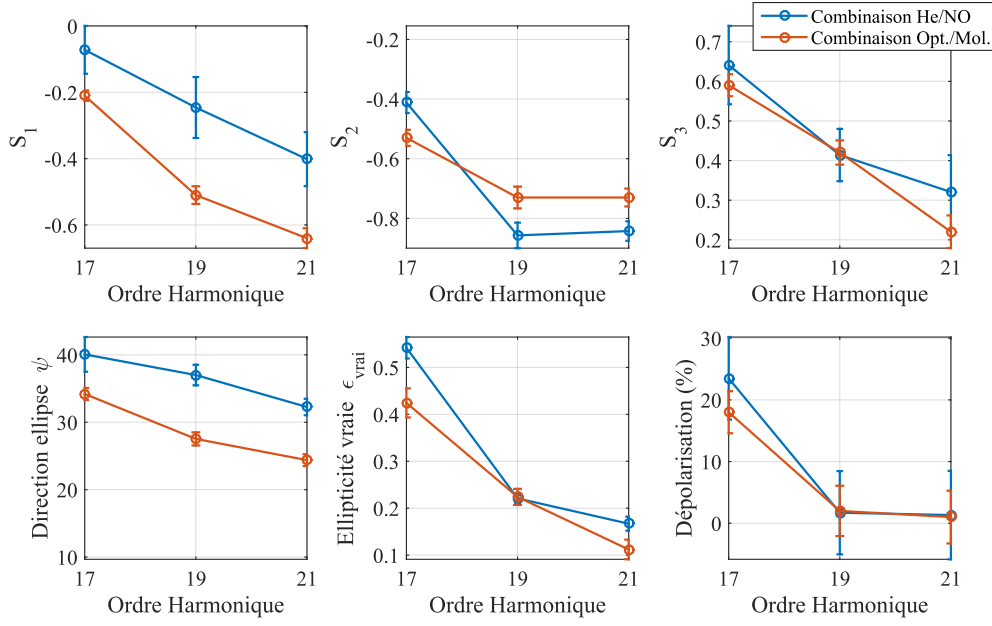 Combinaison He/NO
Combinaison Opt./Mol.
S1
0
-0.2
-0.4
-0.6
17 19 21
Ordre Harmonique
S2
-0.2
-0.4
-0.6
-0.8
17 19 21
Ordre Harmonique
S3
0.7
0.6
0.5
0.4
0.3
0.2
17 19 21
Ordre Harmonique
Direction ellipse ψ
40
30
20
10
17 19 21
Ordre Harmonique
Ellipticité vraie ϵvrai
0.5
0.4
0.3
0.2
0.1
17 19 21
Ordre Harmonique
Dépolarisation (%)
30
20
10
0
17 19 21
Ordre Harmonique